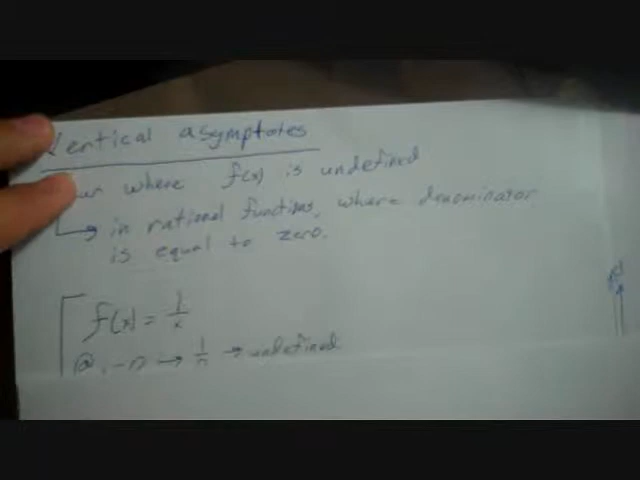 Vertical asymptotes
where f(x) is undefined
↳ in rational functions, where denominator
is equal to zero.
f(x) = 1/x
→ undefined